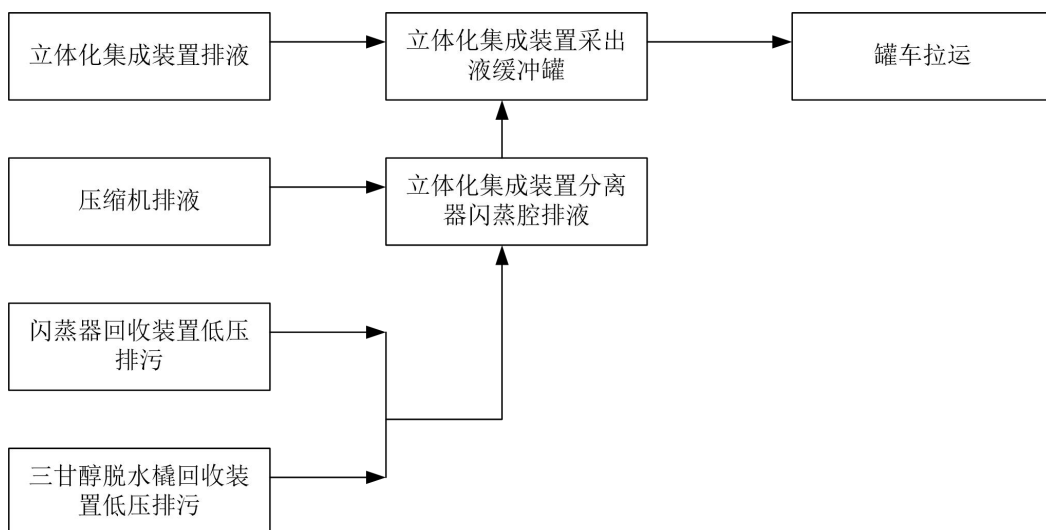 立体化集成装置排液
立体化集成装置采出
液缓冲罐
罐车拉运
压缩机排液
立体化集成装置分离
器闪蒸腔排液
闪蒸器回收装置低压
排污
三甘醇脱水橇回收装
置低压排污